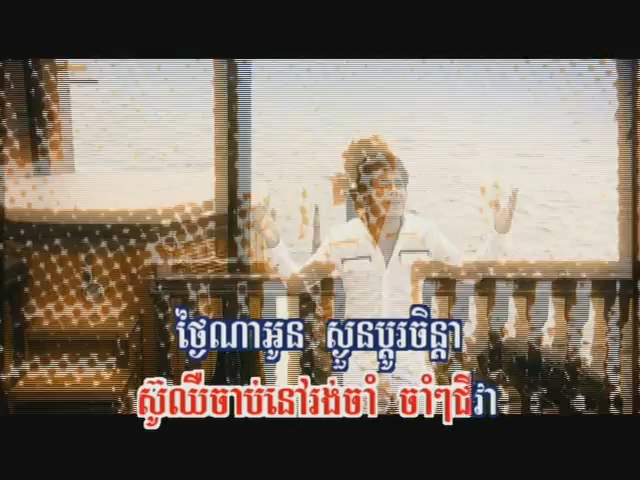 ថ្ងៃណាអូន ស្ងួនប្ដូរចិន្ដា
ស៊ូឈឺចាប់នៅរង់ចាំ ចាំៗជីវ៉ា